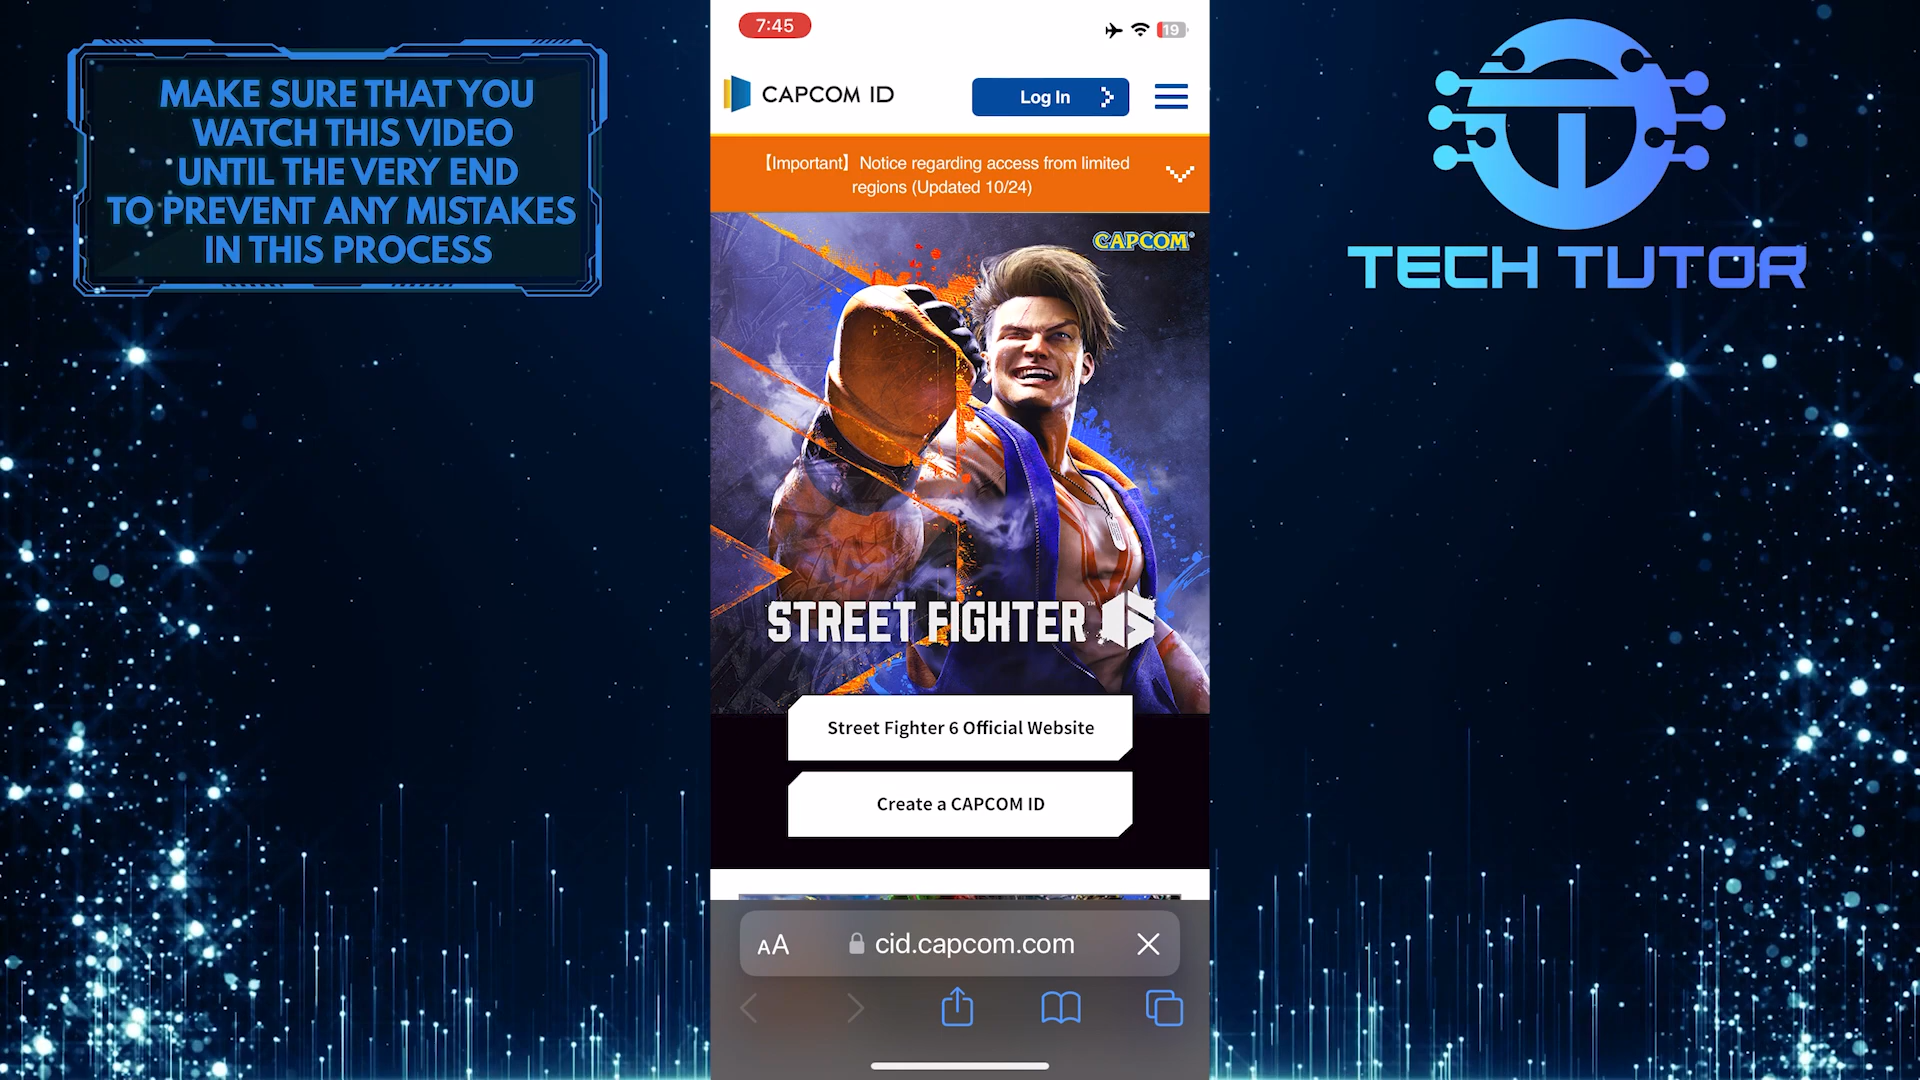 MAKE SURE THAT YOU
WATCH THIS VIDEO
UNTIL THE VERY END
TO PREVENT ANY MISTAKES
IN THIS PROCESS
7:45
19
CAPCOM ID
Log In
【Important】 Notice regarding access from limited
regions (Updated 10/24)
CAPCOM®
STREET FIGHTER™ 6
Street Fighter 6 Official Website
Create a CAPCOM ID
AA
cid.capcom.com
TECH TUTOR